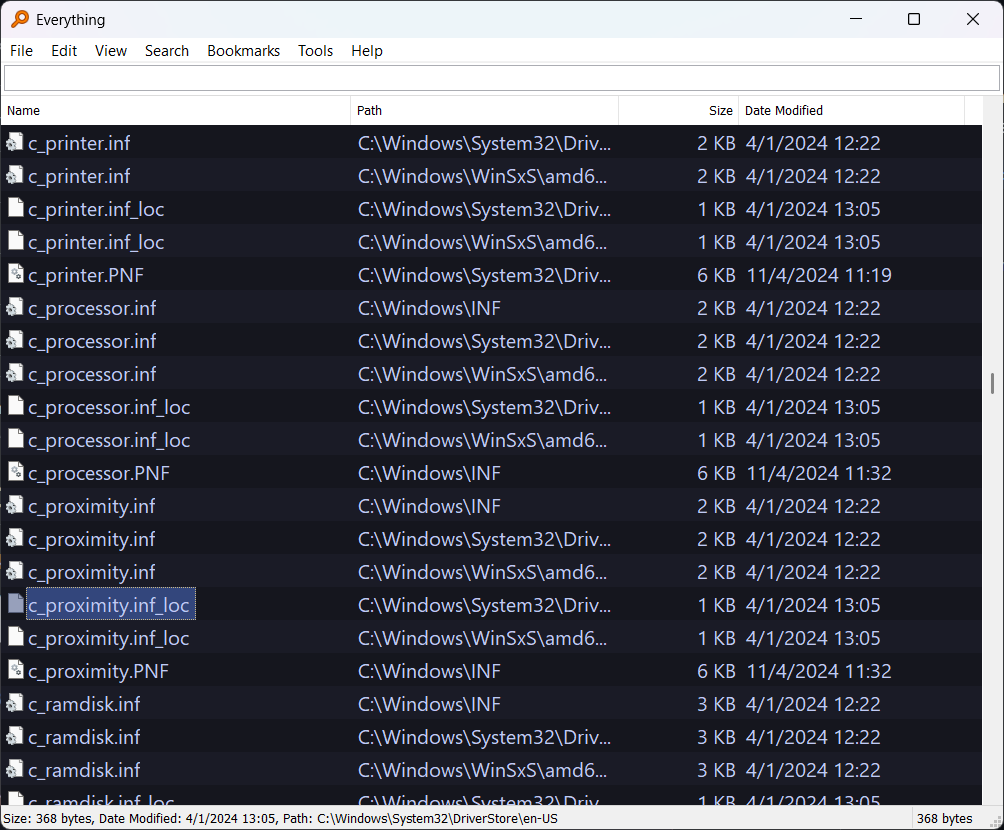 Everything
File Edit View Search Bookmarks Tools Help
Name Path Size Date Modified
c_printer.inf C:\Windows\System32\Driv... 2 KB 4/1/2024 12:22
c_printer.inf C:\Windows\WinSxS\amd6... 2 KB 4/1/2024 12:22
c_printer.inf_loc C:\Windows\System32\Driv... 1 KB 4/1/2024 13:05
c_printer.inf_loc C:\Windows\WinSxS\amd6... 1 KB 4/1/2024 13:05
c_printer.PNF C:\Windows\System32\Driv... 6 KB 11/4/2024 11:19
c_processor.inf C:\Windows\INF 2 KB 4/1/2024 12:22
c_processor.inf C:\Windows\System32\Driv... 2 KB 4/1/2024 12:22
c_processor.inf C:\Windows\WinSxS\amd6... 2 KB 4/1/2024 12:22
c_processor.inf_loc C:\Windows\System32\Driv... 1 KB 4/1/2024 13:05
c_processor.inf_loc C:\Windows\WinSxS\amd6... 1 KB 4/1/2024 13:05
c_processor.PNF C:\Windows\INF 6 KB 11/4/2024 11:32
c_proximity.inf C:\Windows\INF 2 KB 4/1/2024 12:22
c_proximity.inf C:\Windows\System32\Driv... 2 KB 4/1/2024 12:22
c_proximity.inf C:\Windows\WinSxS\amd6... 2 KB 4/1/2024 12:22
c_proximity.inf_loc C:\Windows\System32\Driv... 1 KB 4/1/2024 13:05
c_proximity.inf_loc C:\Windows\WinSxS\amd6... 1 KB 4/1/2024 13:05
c_proximity.PNF C:\Windows\INF 6 KB 11/4/2024 11:32
c_ramdisk.inf C:\Windows\INF 3 KB 4/1/2024 12:22
c_ramdisk.inf C:\Windows\System32\Driv... 3 KB 4/1/2024 12:22
c_ramdisk.inf C:\Windows\WinSxS\amd6... 3 KB 4/1/2024 12:22
c_ramdisk.inf_loc C:\Windows\System32\Driv... 1 KB 4/1/2024 13:05
Size: 368 bytes, Date Modified: 4/1/2024 13:05, Path: C:\Windows\System32\DriverStore\en-US 368 bytes